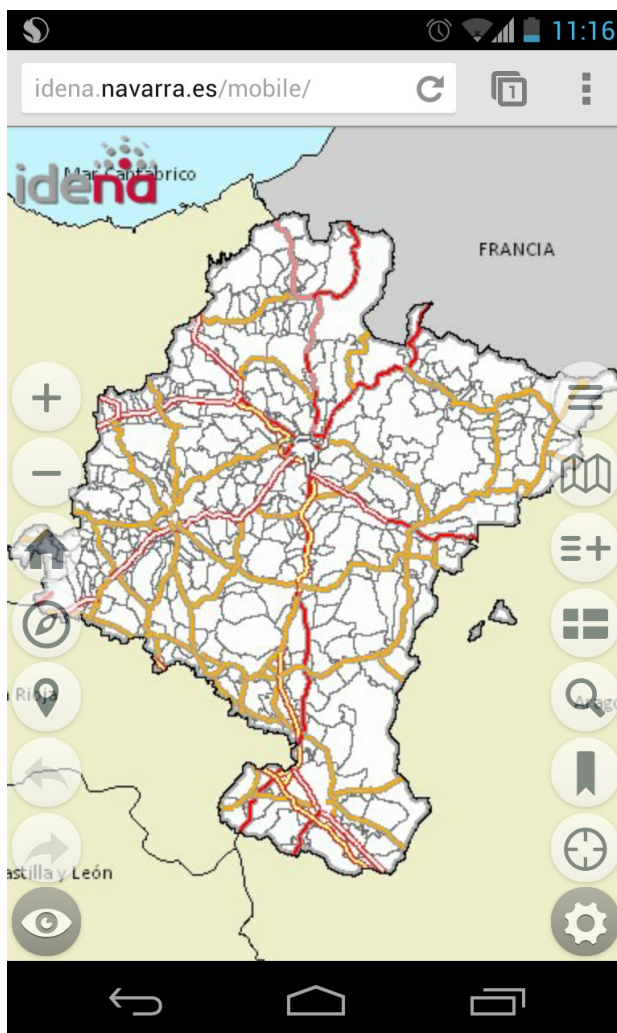 11:16
idena.navarra.es/mobile/
1
Mar Cantábrico
idena
FRANCIA
Rioja
Arago
astilla y León